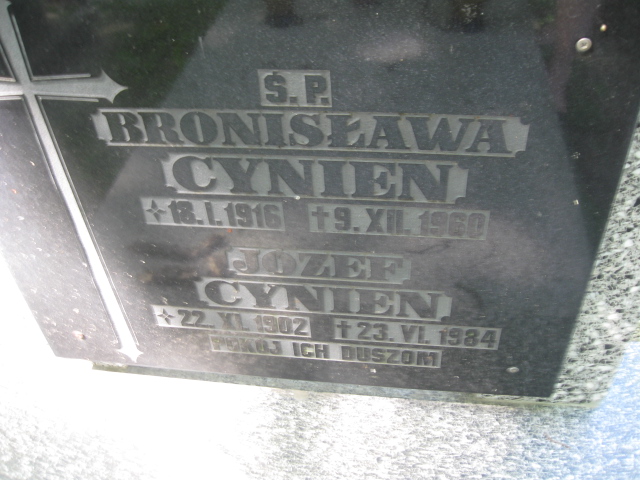 Ś.P.
BRONISŁAWA
CYNIEN
+ 18. I. 1916 † 9. XII. 1960
JÓZEF
CYNIEN
+ 22. XI. 1902 † 23. VI. 1984
POKÓJ ICH DUSZOM